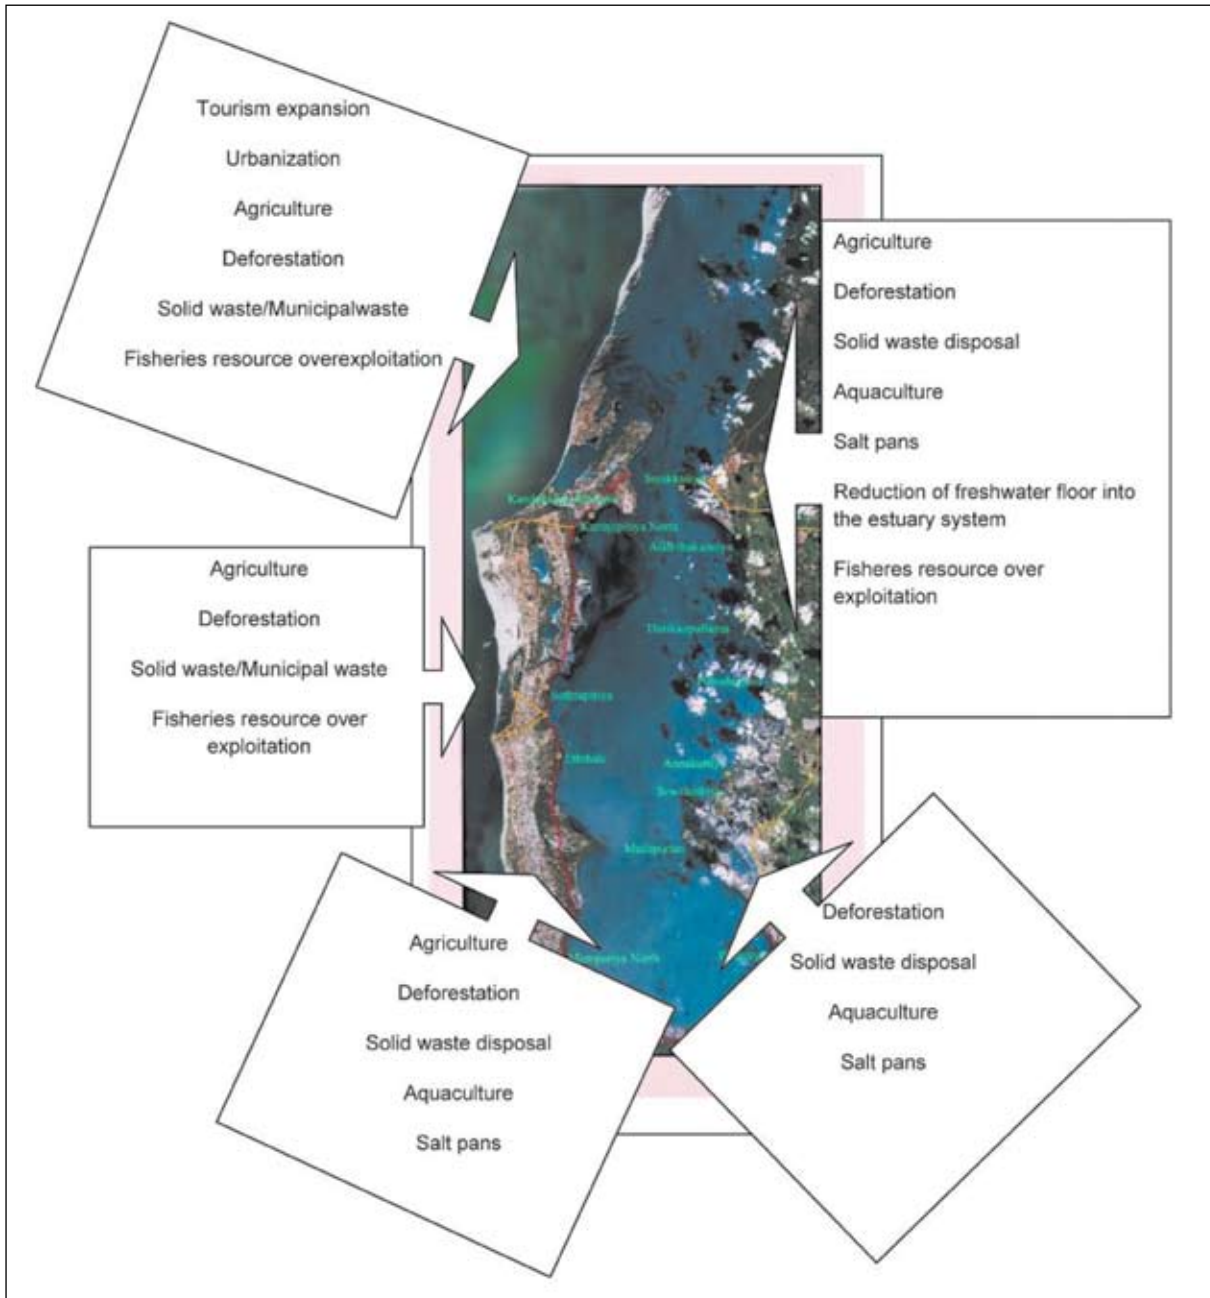 Tourism expansion
Urbanization
Agriculture
Deforestation
Solid waste/Municipalwaste
Fisheries resource overexploitation
Agriculture
Deforestation
Solid waste disposal
Aquaculture
Salt pans
Reduction of freshwater floor into
the estuary system
Fisheres resource over
exploitation
Agriculture
Deforestation
Solid waste/Municipal waste
Fisheries resource over
exploitation
North
North
Agriculture
Deforestation
Solid waste disposal
Aquaculture
Salt pans
Deforestation
Solid waste disposal
Aquaculture
Salt pans